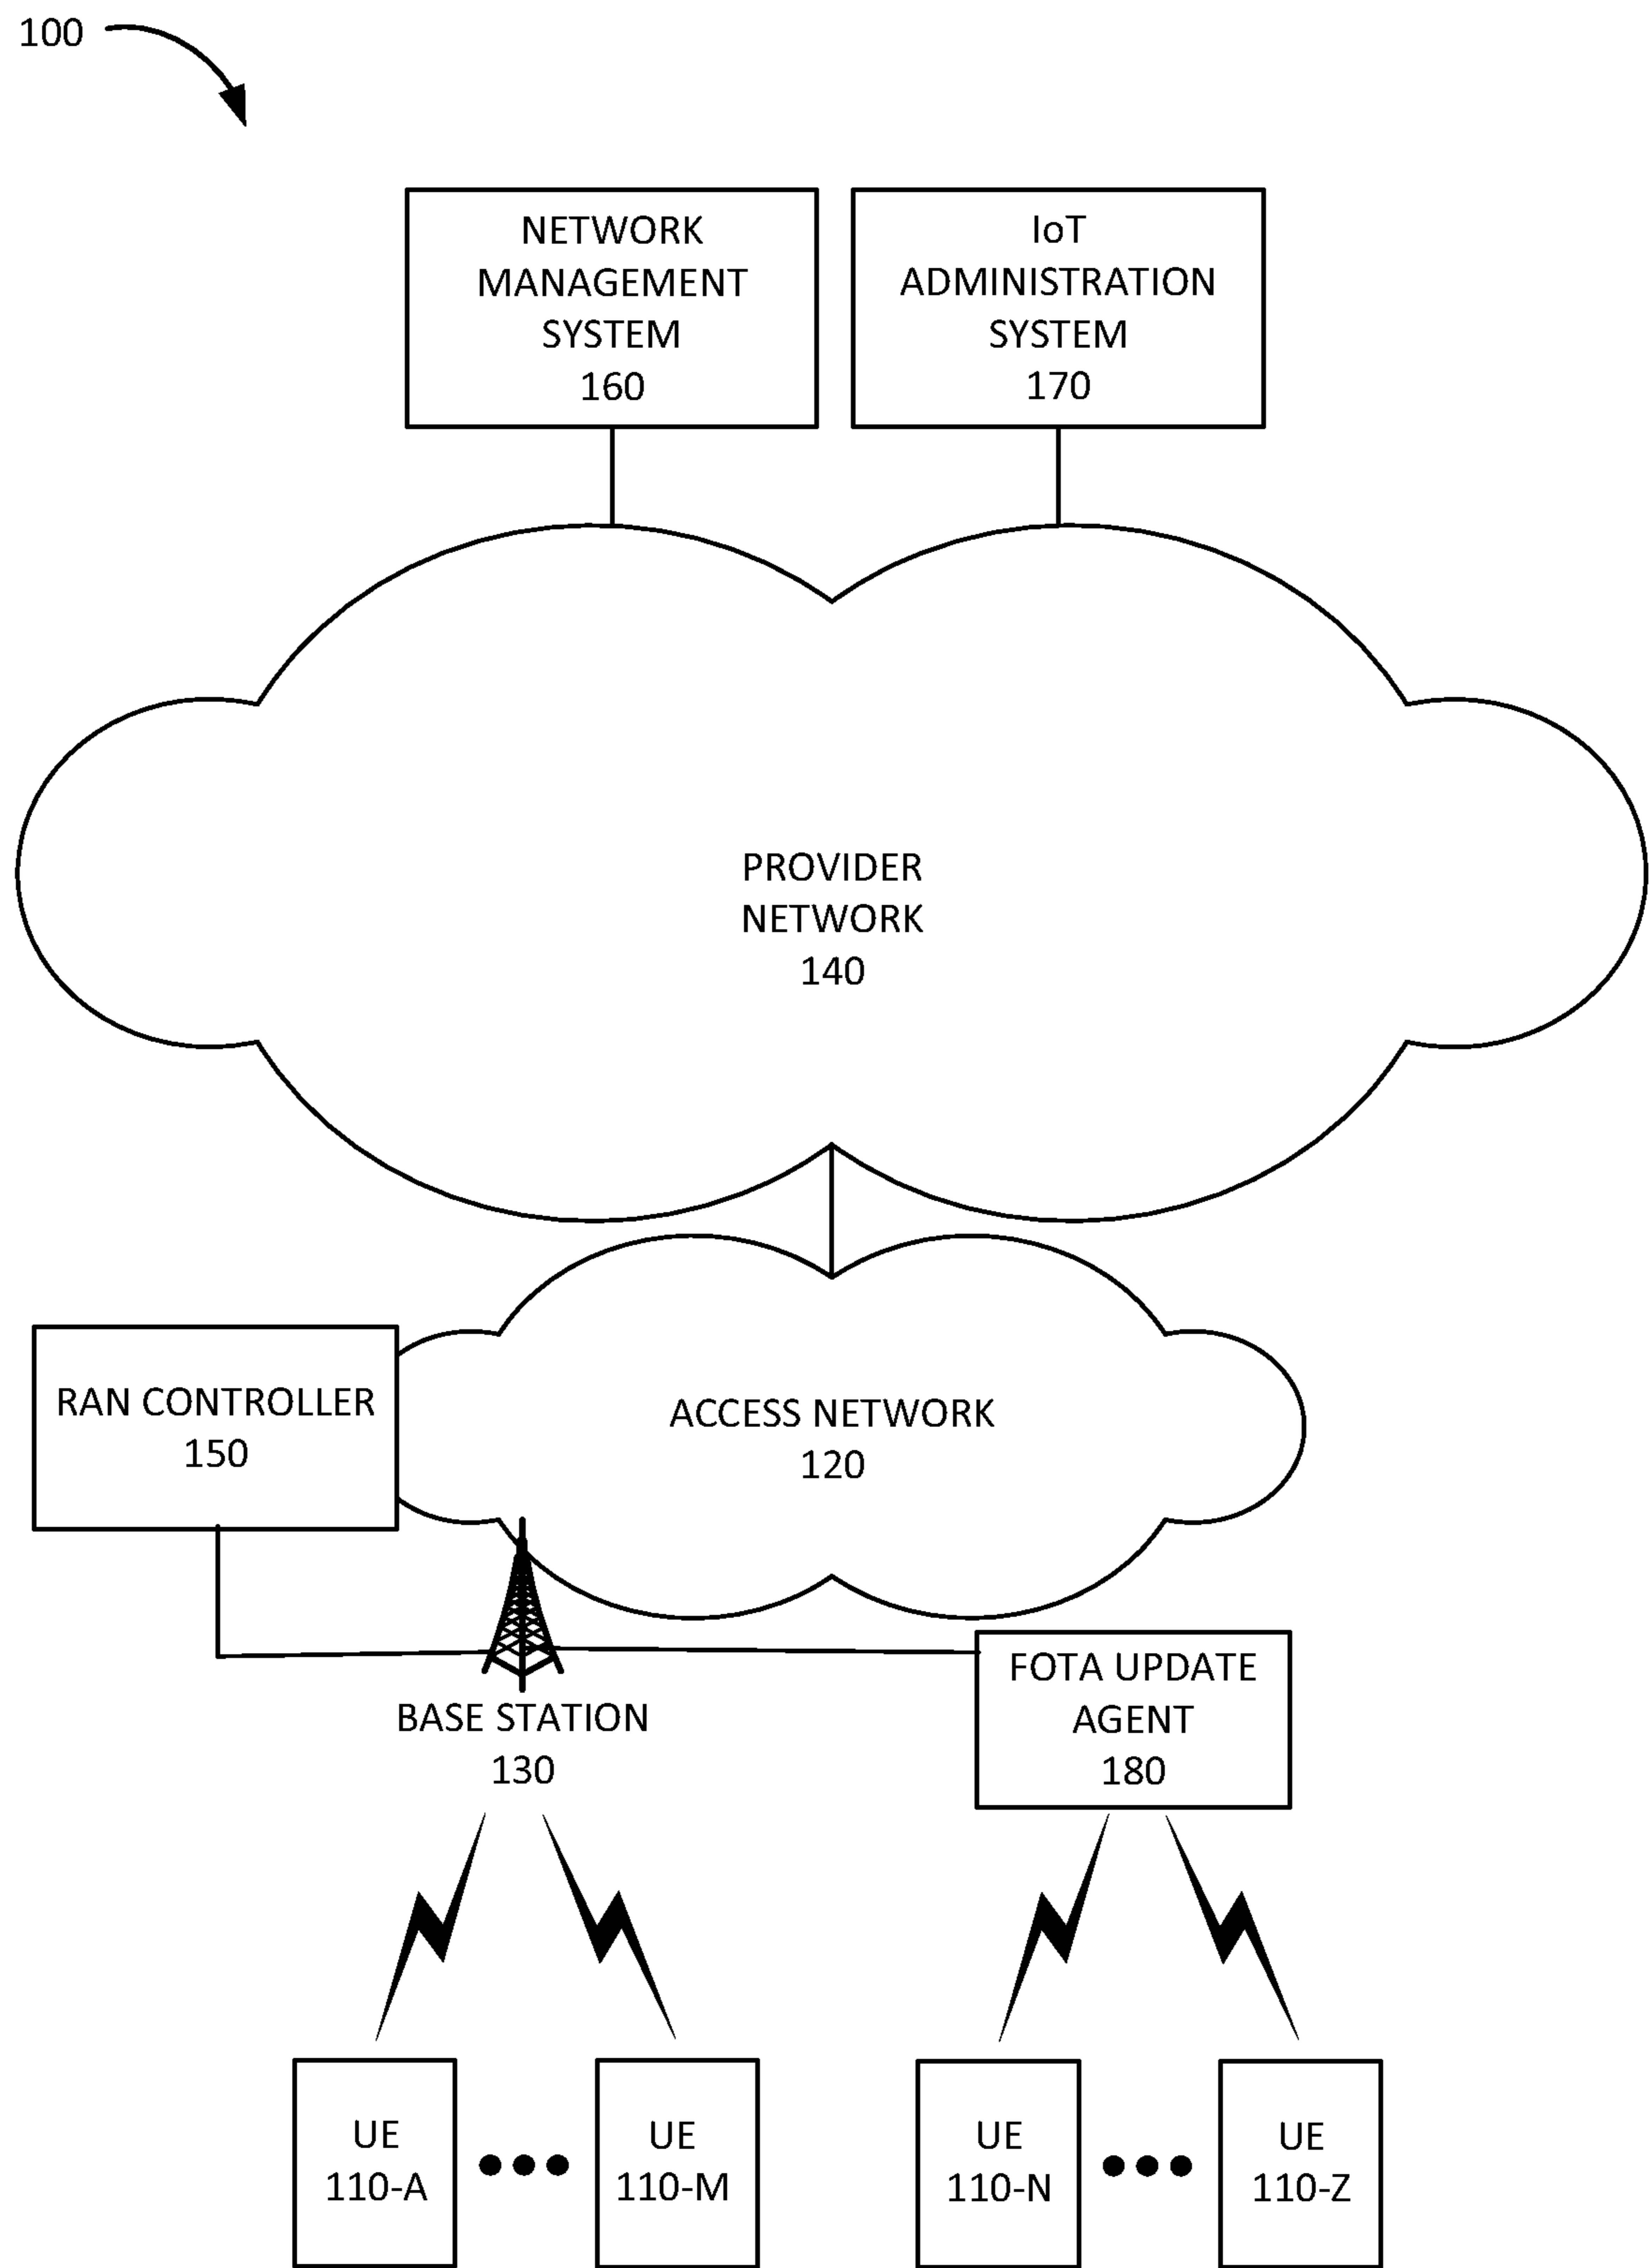 100
NETWORK
MANAGEMENT
SYSTEM
160
IoT
ADMINISTRATION
SYSTEM
170
PROVIDER
NETWORK
140
RAN CONTROLLER
150
ACCESS NETWORK
120
BASE STATION
130
FOTA UPDATE
AGENT
180
UE
110-A
UE
110-M
UE
110-N
UE
110-Z